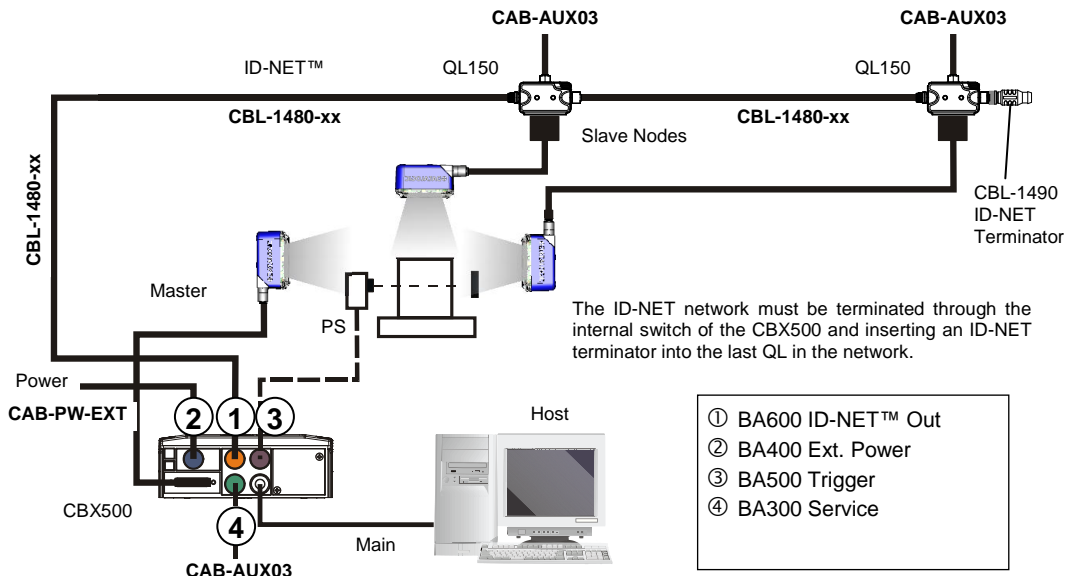 CAB-AUX03
CAB-AUX03
ID-NET™
QL150
QL150
CBL-1480-xx
CBL-1480-xx
Slave Nodes
CBL-1480-xx
CBL-1490
ID-NET
Terminator
Master
PS
The ID-NET network must be terminated through the
internal switch of the CBX500 and inserting an ID-NET
terminator into the last QL in the network.
Power
CAB-PW-EXT
2
1
3
Host
① BA600 ID-NET™ Out
② BA400 Ext. Power
③ BA500 Trigger
④ BA300 Service
CBX500
4
Main
CAB-AUX03